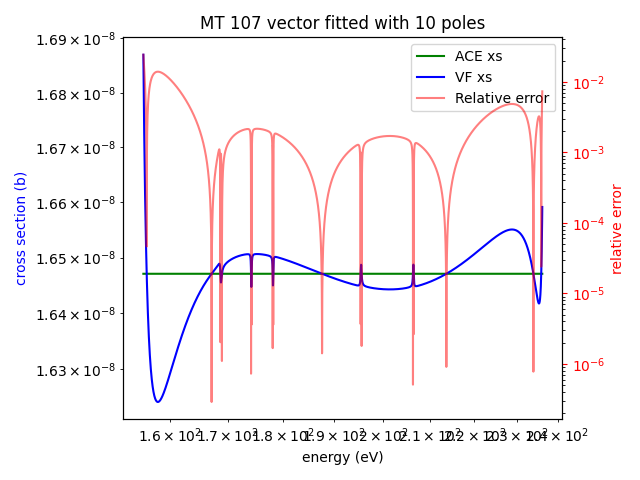 MT 107 vector fitted with 10 poles
ACE xs
VF xs
Relative error
1.69 × 10⁻⁸
1.68 × 10⁻⁸
1.67 × 10⁻⁸
1.66 × 10⁻⁸
1.65 × 10⁻⁸
1.64 × 10⁻⁸
1.63 × 10⁻⁸
cross section (b)
10⁻²
10⁻³
10⁻⁴
10⁻⁵
10⁻⁶
relative error
1.6 × 10² 1.7 × 10² 1.8 × 10² 1.9 × 10² 2 × 10² 2.1 × 10² 2.2 × 10² 2.3 × 10² 2.4 × 10²
energy (eV)